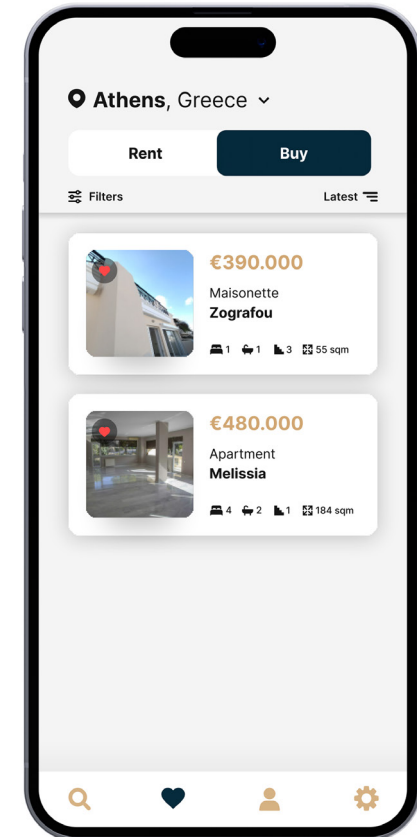 Athens, Greece
Rent Buy
Filters Latest
€390.000
Maisonette
Zografou
1 1 3 55 sqm
€480.000
Apartment
Melissia
4 2 1 184 sqm